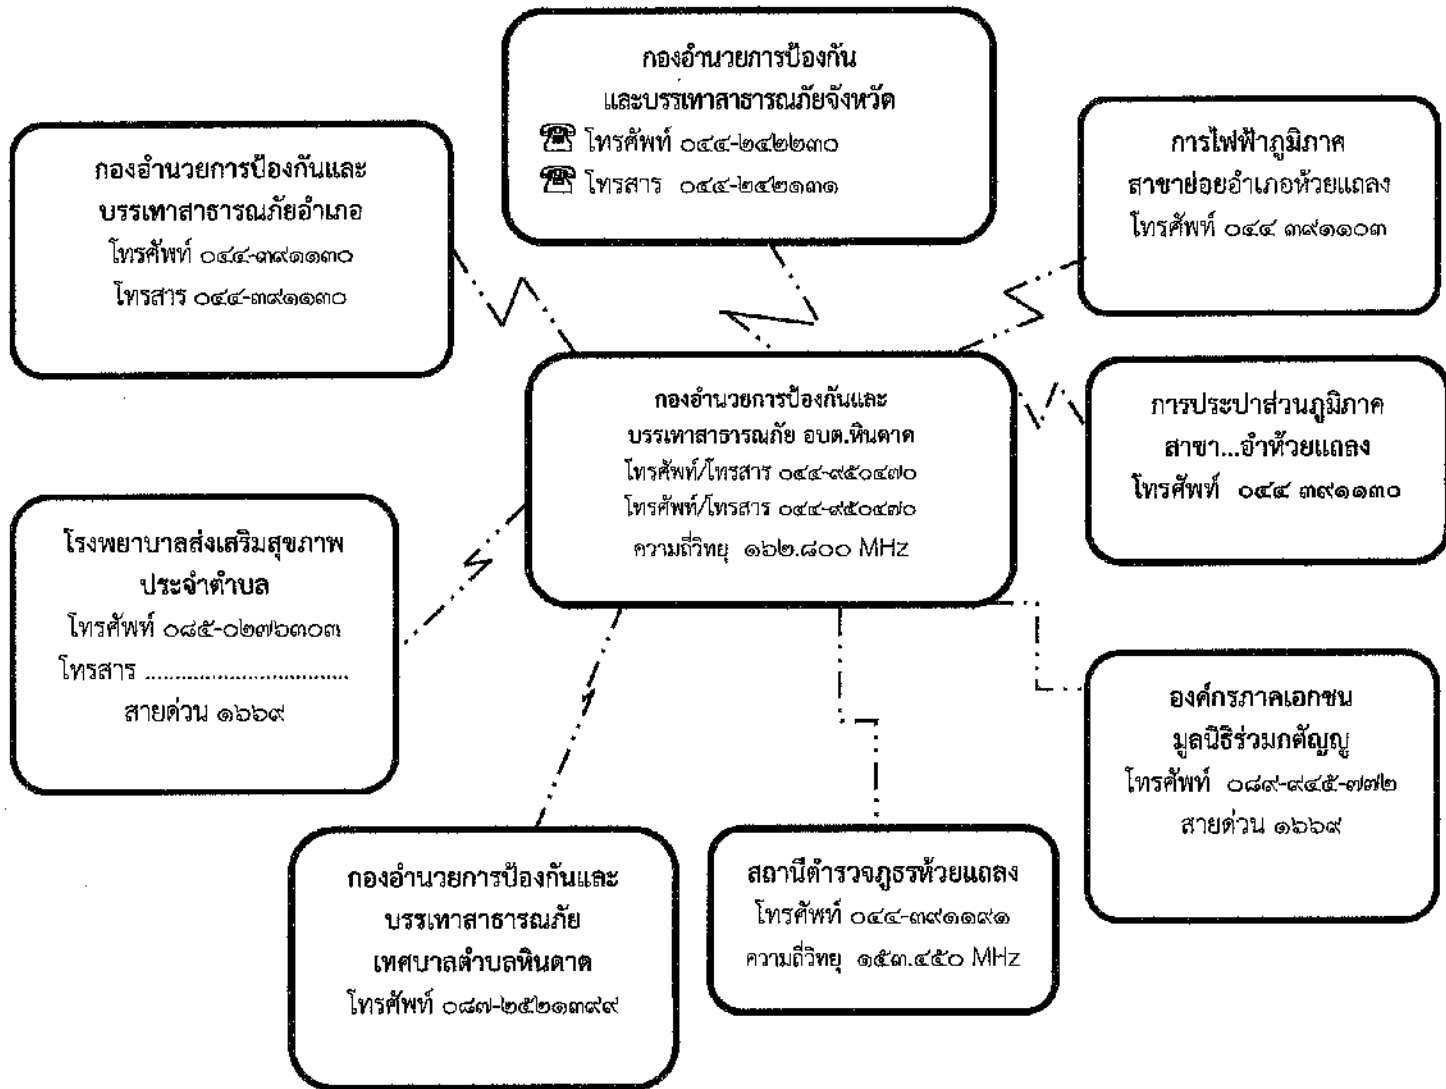 กองอำนวยการป้องกัน
และบรรเทาสาธารณภัยจังหวัด
☎ โทรศัพท์ ๐๔๔-๒๔๒๒๓๐
☎ โทรสาร ๐๔๔-๒๔๒๑๓๑
กองอำนวยการป้องกันและ
บรรเทาสาธารณภัยอำเภอ
โทรศัพท์ ๐๔๔-๓๙๑๑๓๐
โทรสาร ๐๔๔-๓๙๑๑๓๐
การไฟฟ้าภูมิภาค
สาขาย่อยอำเภอห้วยแถลง
โทรศัพท์ ๐๔๔ ๓๙๑๑๐๓
กองอำนวยการป้องกันและ
บรรเทาสาธารณภัย อบต.หินดาด
โทรศัพท์/โทรสาร ๐๔๔-๙๕๐๔๗๐
โทรศัพท์/โทรสาร ๐๔๔-๙๕๐๔๗๐
ความถี่วิทยุ ๑๖๒.๘๐๐ MHz
การประปาส่วนภูมิภาค
สาขา...อำห้วยแถลง
โทรศัพท์ ๐๔๔ ๓๙๑๑๓๐
โรงพยาบาลส่งเสริมสุขภาพ
ประจำตำบล
โทรศัพท์ ๐๘๕-๐๒๗๖๓๐๓
โทรสาร ..................................
สายด่วน ๑๖๖๙
องค์กรภาคเอกชน
มูลนิธิร่วมกตัญญู
โทรศัพท์ ๐๘๙-๙๔๕-๗๗๒
สายด่วน ๑๖๖๙
กองอำนวยการป้องกันและ
บรรเทาสาธารณภัย
เทศบาลตำบลหินดาด
โทรศัพท์ ๐๘๗-๒๕๒๑๓๙๙
สถานีตำรวจภูธรห้วยแถลง
โทรศัพท์ ๐๔๔-๓๙๑๑๙๑
ความถี่วิทยุ ๑๕๓.๔๕๐ MHz